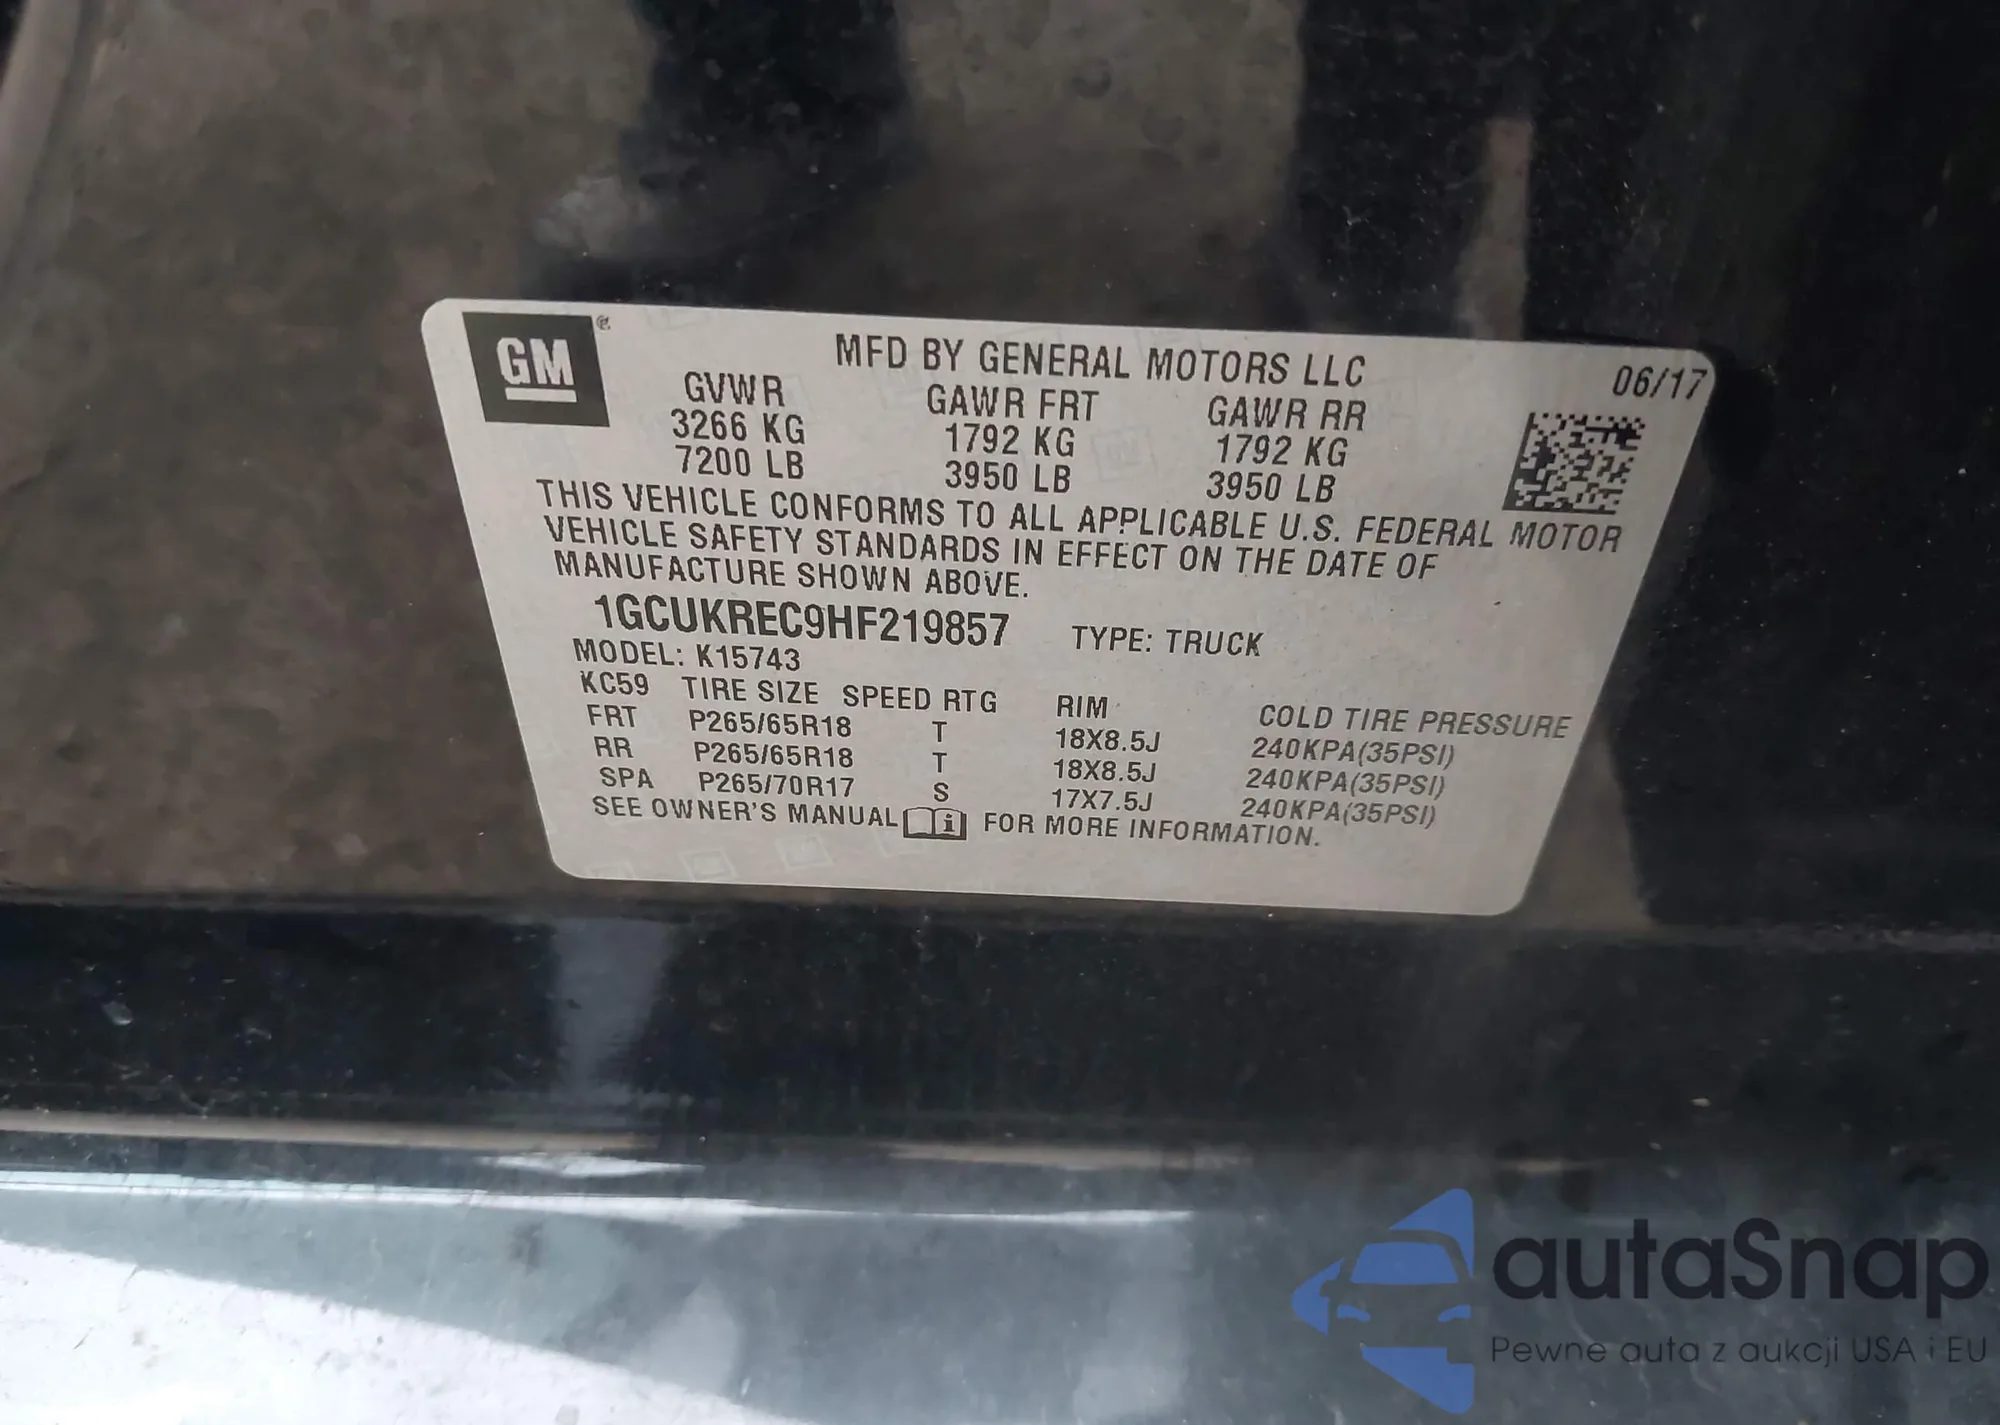 GM
MFD BY GENERAL MOTORS LLC 06/17
GVWR GAWR FRT GAWR RR
3266 KG 1792 KG 1792 KG
7200 LB 3950 LB 3950 LB
THIS VEHICLE CONFORMS TO ALL APPLICABLE U.S. FEDERAL MOTOR
VEHICLE SAFETY STANDARDS IN EFFECT ON THE DATE OF
MANUFACTURE SHOWN ABOVE.
1GCUKREC9HF219857 TYPE: TRUCK
MODEL: K15743
KC59 TIRE SIZE SPEED RTG RIM COLD TIRE PRESSURE
FRT P265/65R18 T 18X8.5J 240KPA(35PSI)
RR P265/65R18 T 18X8.5J 240KPA(35PSI)
SPA P265/70R17 S 17X7.5J 240KPA(35PSI)
SEE OWNER'S MANUAL i FOR MORE INFORMATION.
autaSnap
Pewne auta z aukcji USA i EU